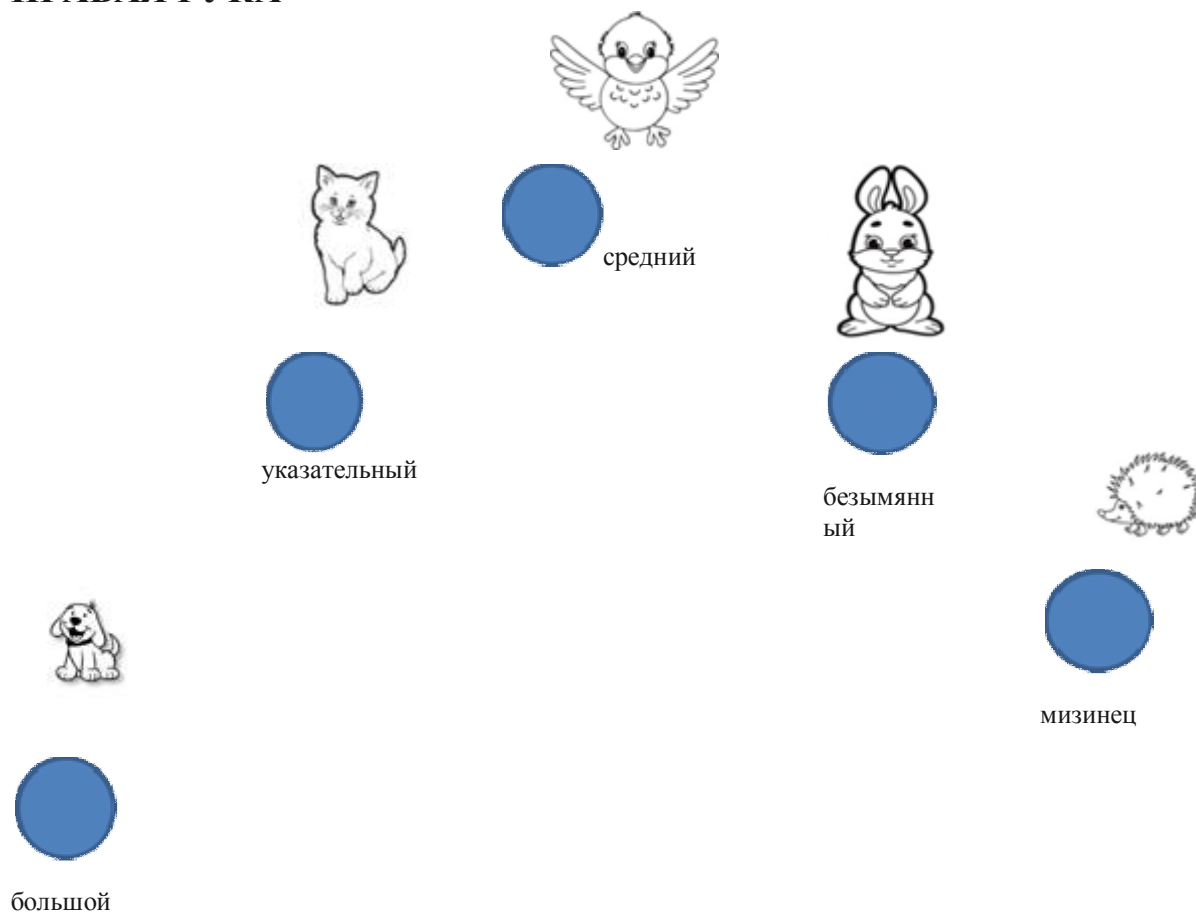 средний
указательный
безымянн
ый
мизинец
большой